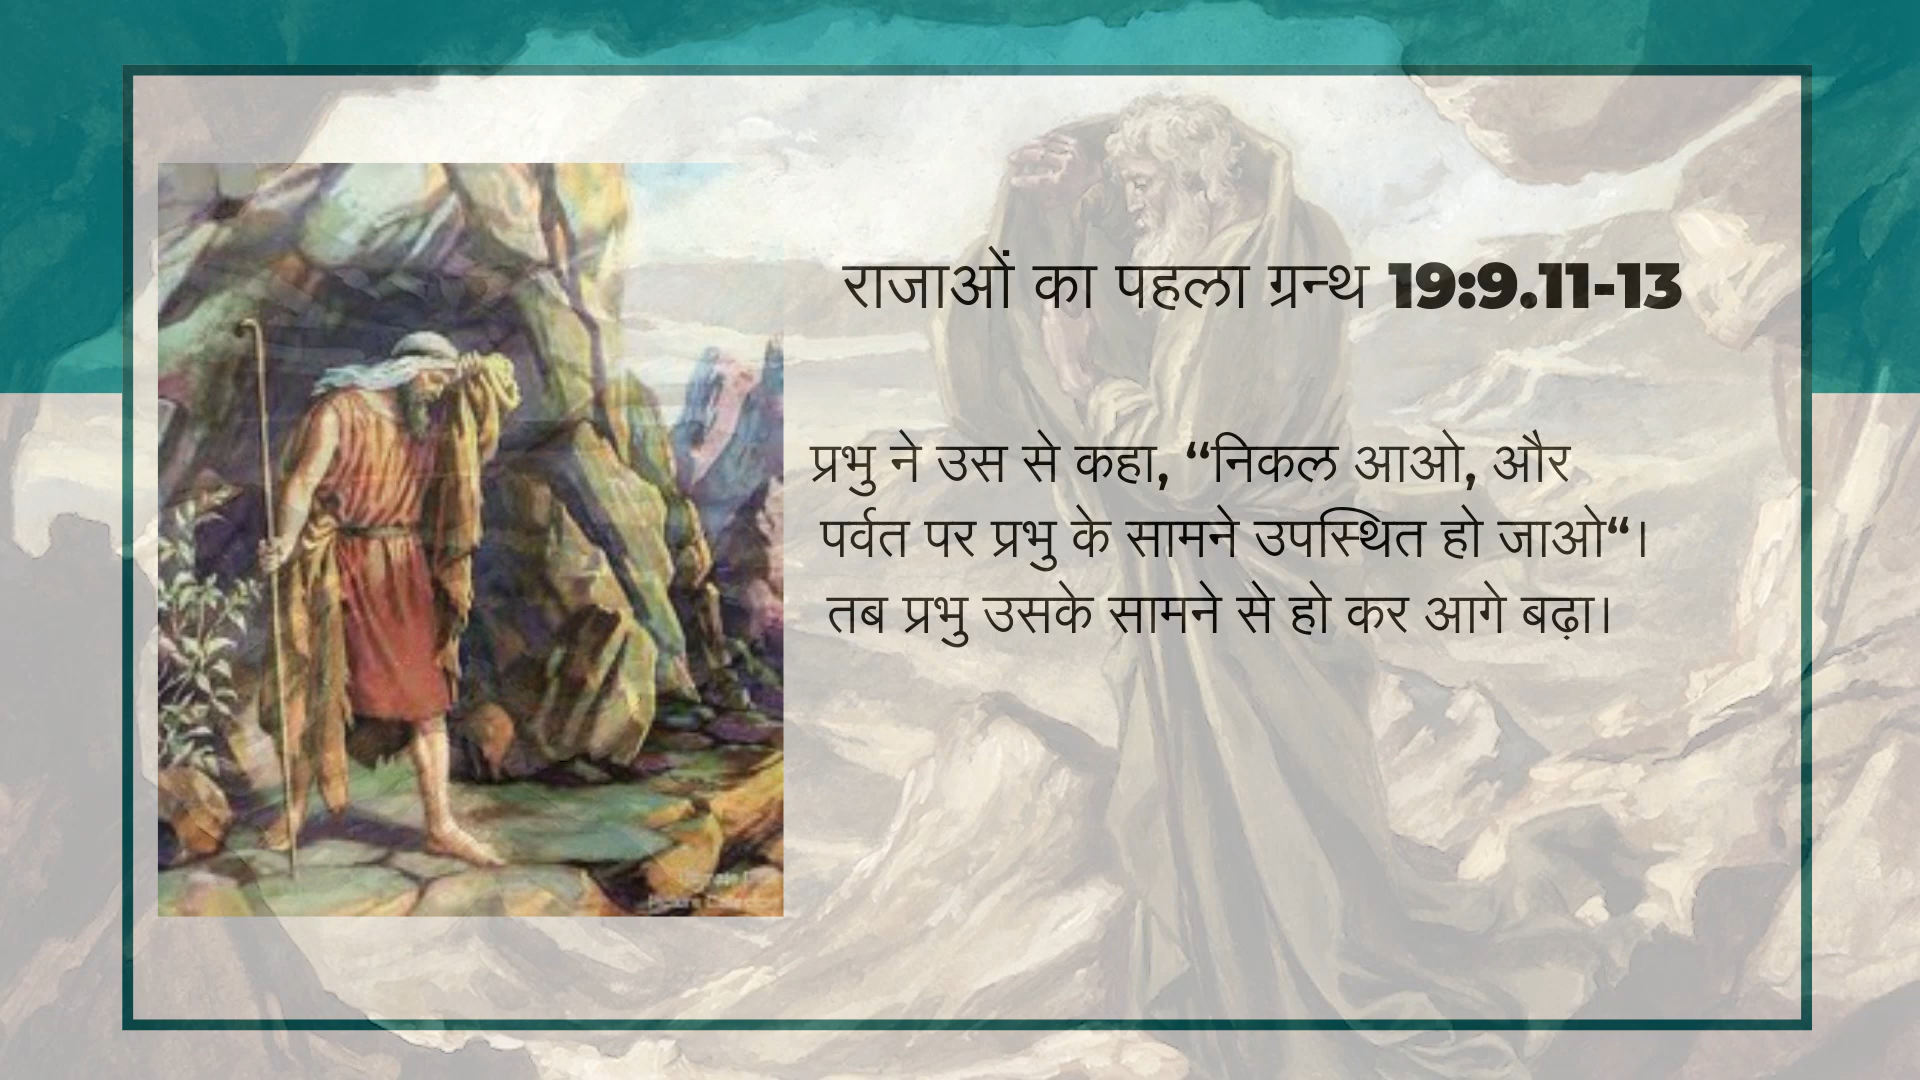 राजाओं का पहला ग्रन्थ 19:9.11-13
प्रभु ने उस से कहा, “निकल आओ, और
पर्वत पर प्रभु के सामने उपस्थित हो जाओ“।
तब प्रभु उसके सामने से हो कर आगे बढ़ा।